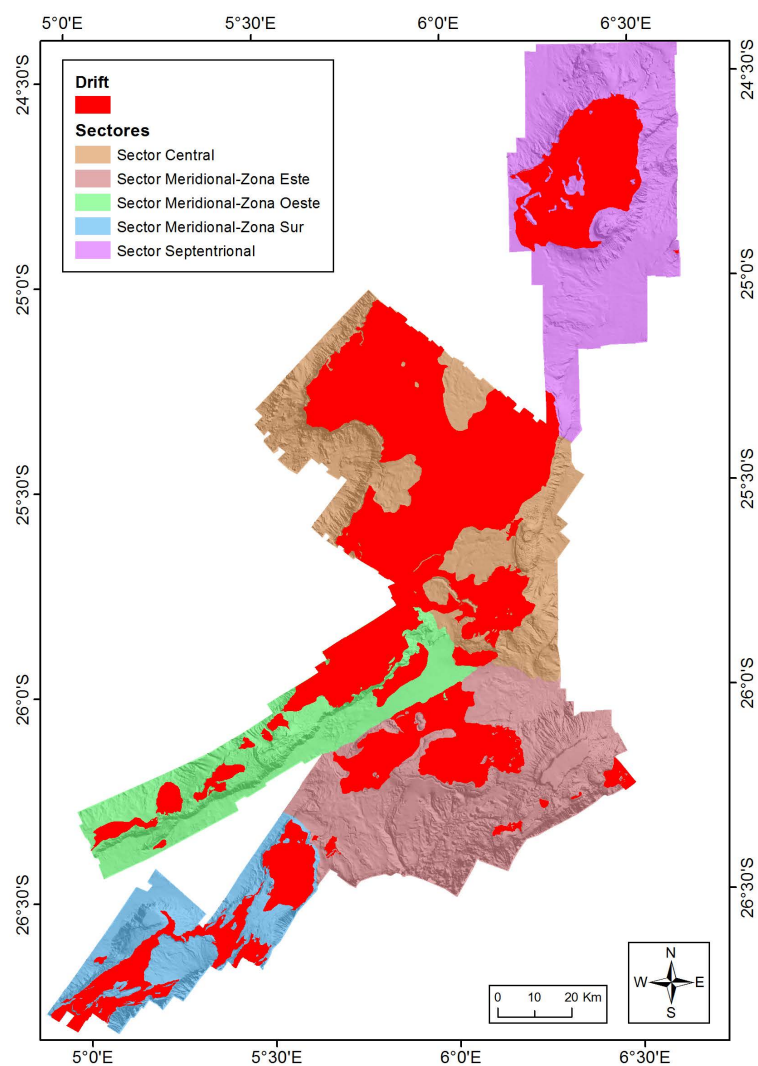 5°0'E 5°30'E 6°0'E 6°30'E
24°30'S 24°30'S
Drift
Sectores
Sector Central
Sector Meridional-Zona Este
Sector Meridional-Zona Oeste
Sector Meridional-Zona Sur
Sector Septentrional
25°0'S 25°0'S
25°30'S 25°30'S
26°0'S 26°0'S
26°30'S 26°30'S
N
W E
S
0 10 20 Km
5°0'E 5°30'E 6°0'E 6°30'E